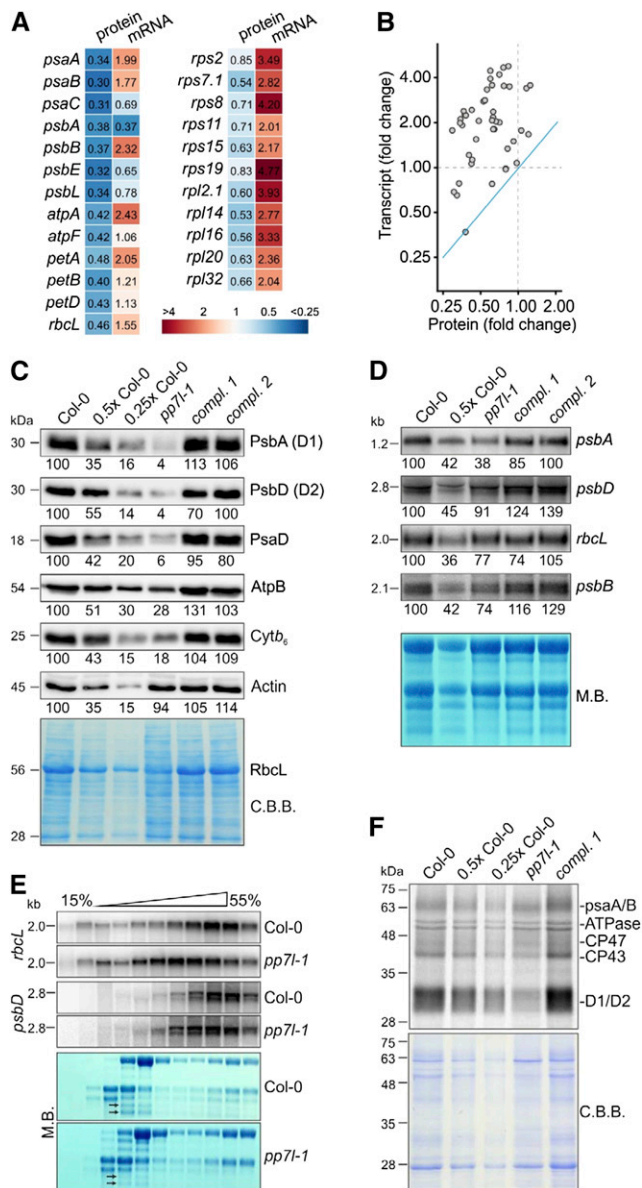 A
protein mRNA
psaA 0.34 1.99
psaB 0.30 1.77
psaC 0.31 0.69
psbA 0.38 0.37
psbB 0.37 2.32
psbE 0.32 0.65
psbL 0.34 0.78
atpA 0.42 2.43
atpF 0.42 1.06
petA 0.48 2.05
petB 0.40 1.21
petD 0.43 1.13
rbcL 0.46 1.55
protein mRNA
rps2 0.85 3.49
rps7.1 0.54 2.82
rps8 0.71 4.20
rps11 0.71 2.01
rps15 0.63 2.17
rps19 0.83 4.77
rpl2.1 0.60 3.93
rpl14 0.53 2.77
rpl16 0.56 3.33
rpl20 0.63 2.36
rpl32 0.66 2.04
>4 2 1 0.5 <0.25
B
Transcript (fold change)
4.00
2.00
1.00
0.50
0.25
0.25 0.50 1.00 2.00
Protein (fold change)
C
kDa
Col-0 0.5x Col-0 0.25x Col-0 pp7l-1 compl. 1 compl. 2
30 PsbA (D1)
100 35 16 4 113 106
30 PsbD (D2)
100 55 14 4 70 100
18 PsaD
100 42 20 6 95 80
54 AtpB
100 51 30 28 131 103
25 Cytb₆
100 43 15 18 104 109
45 Actin
100 35 15 94 105 114
56 RbcL
C.B.B.
28
D
kb
Col-0 0.5x Col-0 pp7l-1 compl. 1 compl. 2
1.2 psbA
100 42 38 85 100
2.8 psbD
100 45 91 124 139
2.0 rbcL
100 36 77 74 105
2.1 psbB
100 42 74 116 129
M.B.
E
15% 55%
kb
rbcL
2.0 Col-0
2.0 pp7l-1
psbD
2.8 Col-0
2.8 pp7l-1
M.B.
Col-0
pp7l-1
F
kDa
Col-0 0.5x Col-0 0.25x Col-0 pp7l-1 compl. 1
75
63 psaA/B
ATPase
48 CP47
CP43
35
D1/D2
28
75
63
48
C.B.B.
35
28